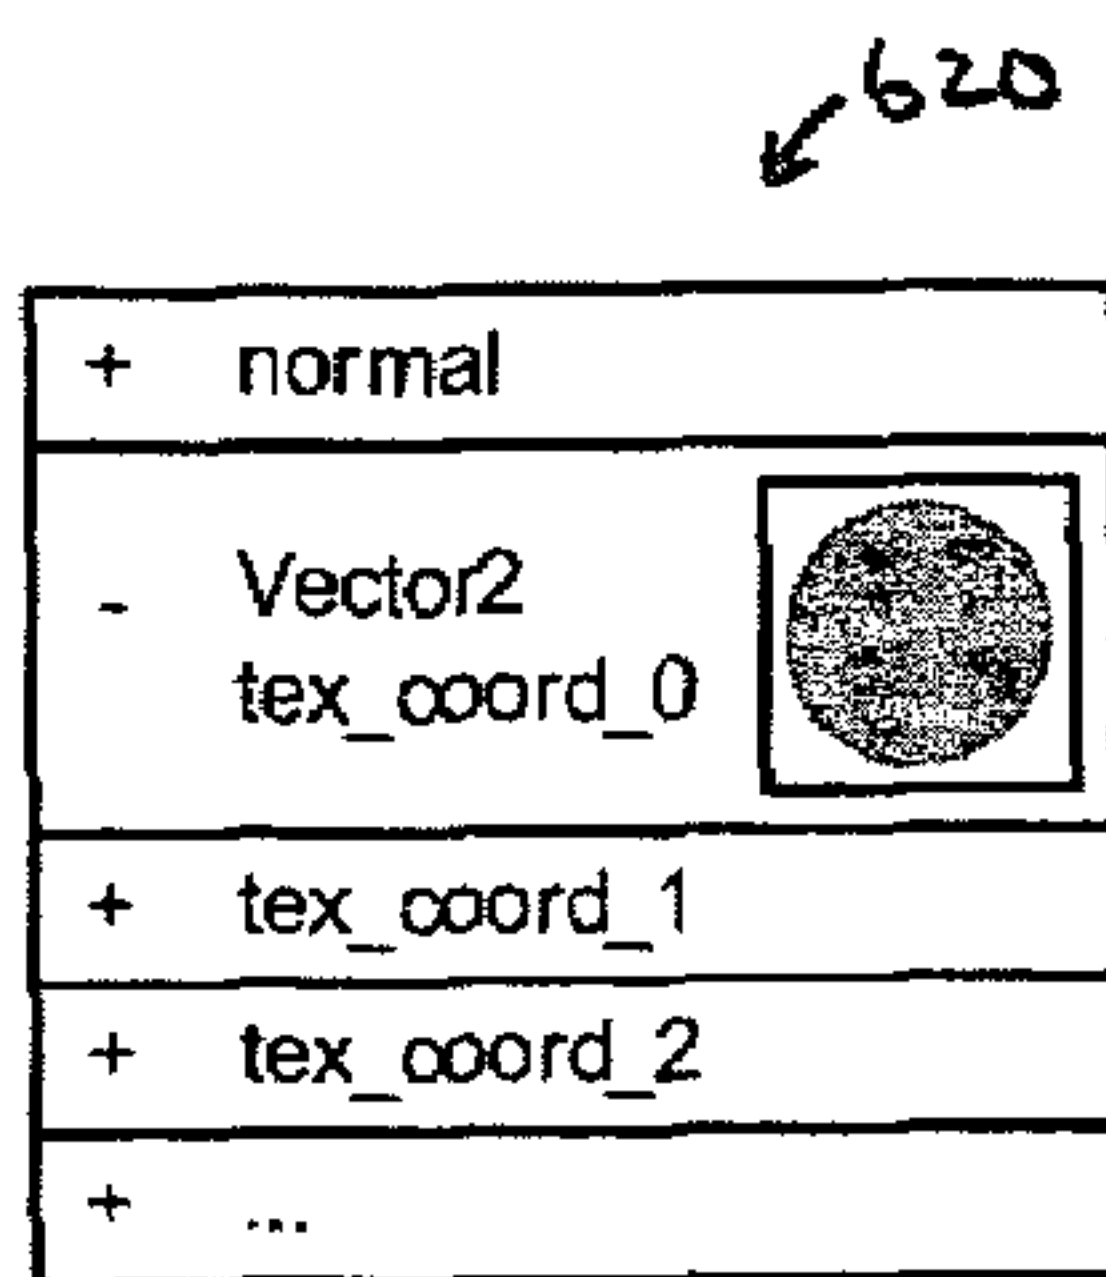 620
+ normal
- Vector2
tex_coord_0
+ tex_coord_1
+ tex_coord_2
+ ...